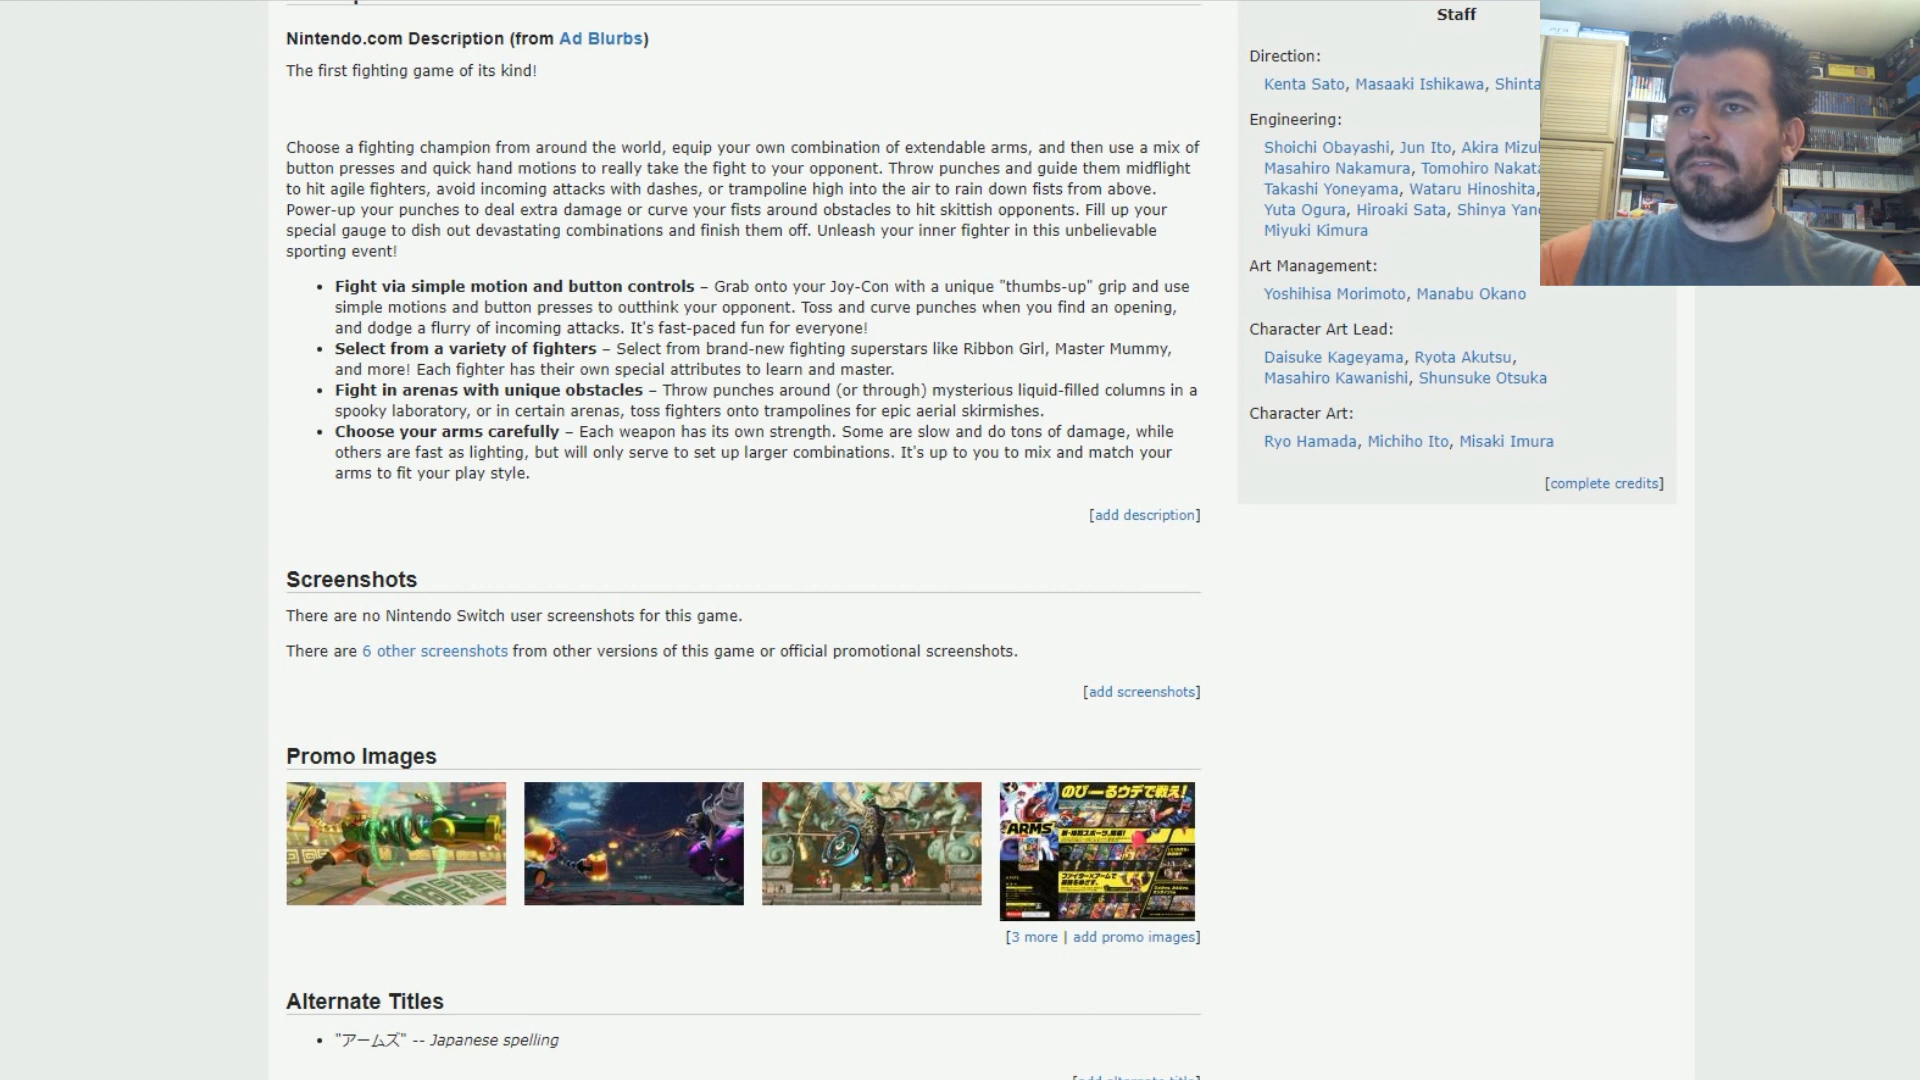 Nintendo.com Description (from Ad Blurbs)
The first fighting game of its kind!
Choose a fighting champion from around the world, equip your own combination of extendable arms, and then use a mix of
button presses and quick hand motions to really take the fight to your opponent. Throw punches and guide them midflight
to hit agile fighters, avoid incoming attacks with dashes, or trampoline high into the air to rain down fists from above.
Power-up your punches to deal extra damage or curve your fists around obstacles to hit skittish opponents. Fill up your
special gauge to dish out devastating combinations and finish them off. Unleash your inner fighter in this unbelievable
sporting event!
• Fight via simple motion and button controls – Grab onto your Joy-Con with a unique "thumbs-up" grip and use
simple motions and button presses to outthink your opponent. Toss and curve punches when you find an opening,
and dodge a flurry of incoming attacks. It's fast-paced fun for everyone!
• Select from a variety of fighters – Select from brand-new fighting superstars like Ribbon Girl, Master Mummy,
and more! Each fighter has their own special attributes to learn and master.
• Fight in arenas with unique obstacles – Throw punches around (or through) mysterious liquid-filled columns in a
spooky laboratory, or in certain arenas, toss fighters onto trampolines for epic aerial skirmishes.
• Choose your arms carefully – Each weapon has its own strength. Some are slow and do tons of damage, while
others are fast as lighting, but will only serve to set up larger combinations. It's up to you to mix and match your
arms to fit your play style.
[add description]
Screenshots
There are no Nintendo Switch user screenshots for this game.
There are 6 other screenshots from other versions of this game or official promotional screenshots.
[add screenshots]
Promo Images
のびーるウデで戦え!
ARMS
[3 more | add promo images]
Alternate Titles
• "アームズ" -- Japanese spelling
Staff
Direction:
Kenta Sato, Masaaki Ishikawa, Shinta
Engineering:
Shoichi Obayashi, Jun Ito, Akira Mizu
Masahiro Nakamura, Tomohiro Nakata
Takashi Yoneyama, Wataru Hinoshita,
Yuta Ogura, Hiroaki Sata, Shinya Yan
Miyuki Kimura
Art Management:
Yoshihisa Morimoto, Manabu Okano
Character Art Lead:
Daisuke Kageyama, Ryota Akutsu,
Masahiro Kawanishi, Shunsuke Otsuka
Character Art:
Ryo Hamada, Michiho Ito, Misaki Imura
[complete credits]